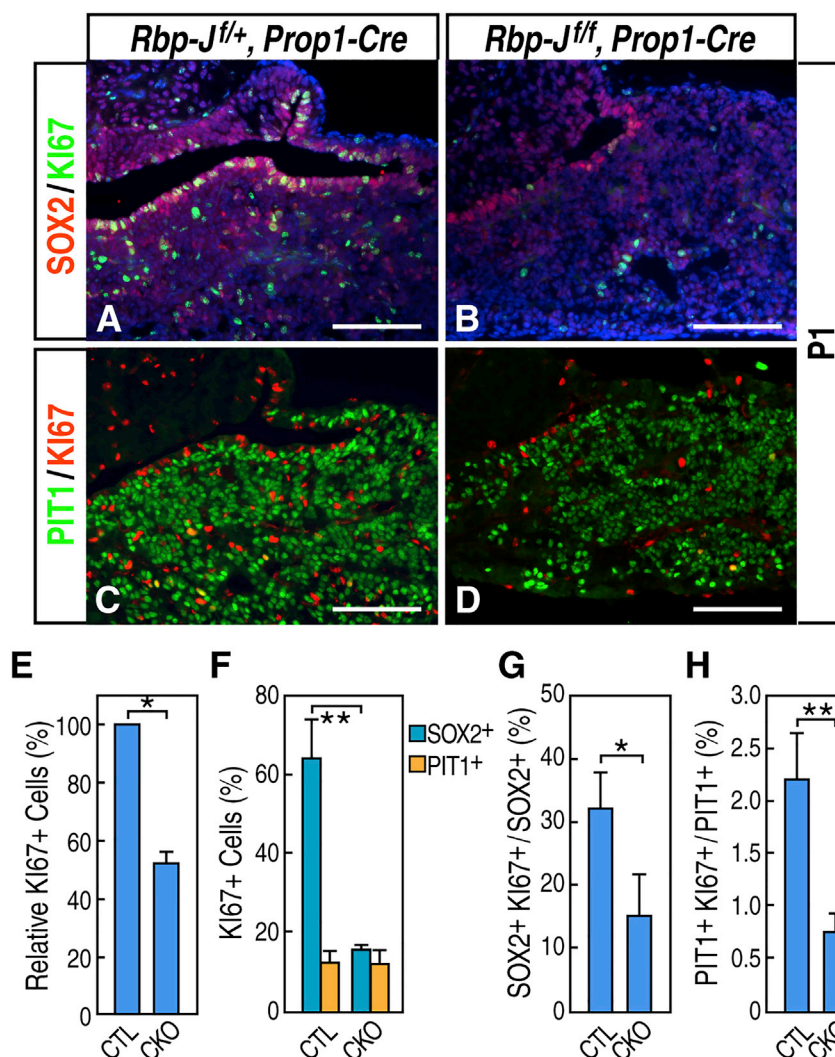 Rbp-J f/+, Prop1-Cre
Rbp-J f/f, Prop1-Cre
SOX2/KI67
A
B
P1
PIT1/KI67
C
D
E
Relative KI67+ Cells (%)
100
80
60
40
20
0
*
CTL
CKO
F
KI67+ Cells (%)
80
60
40
20
0
**
SOX2+
PIT1+
CTL
CKO
G
SOX2+ KI67+/SOX2+ (%)
50
40
30
20
10
0
*
CTL
CKO
H
PIT1+ KI67+/PIT1+ (%)
3.0
2.5
2.0
1.5
1.0
0.5
0
**
CTL
CKO